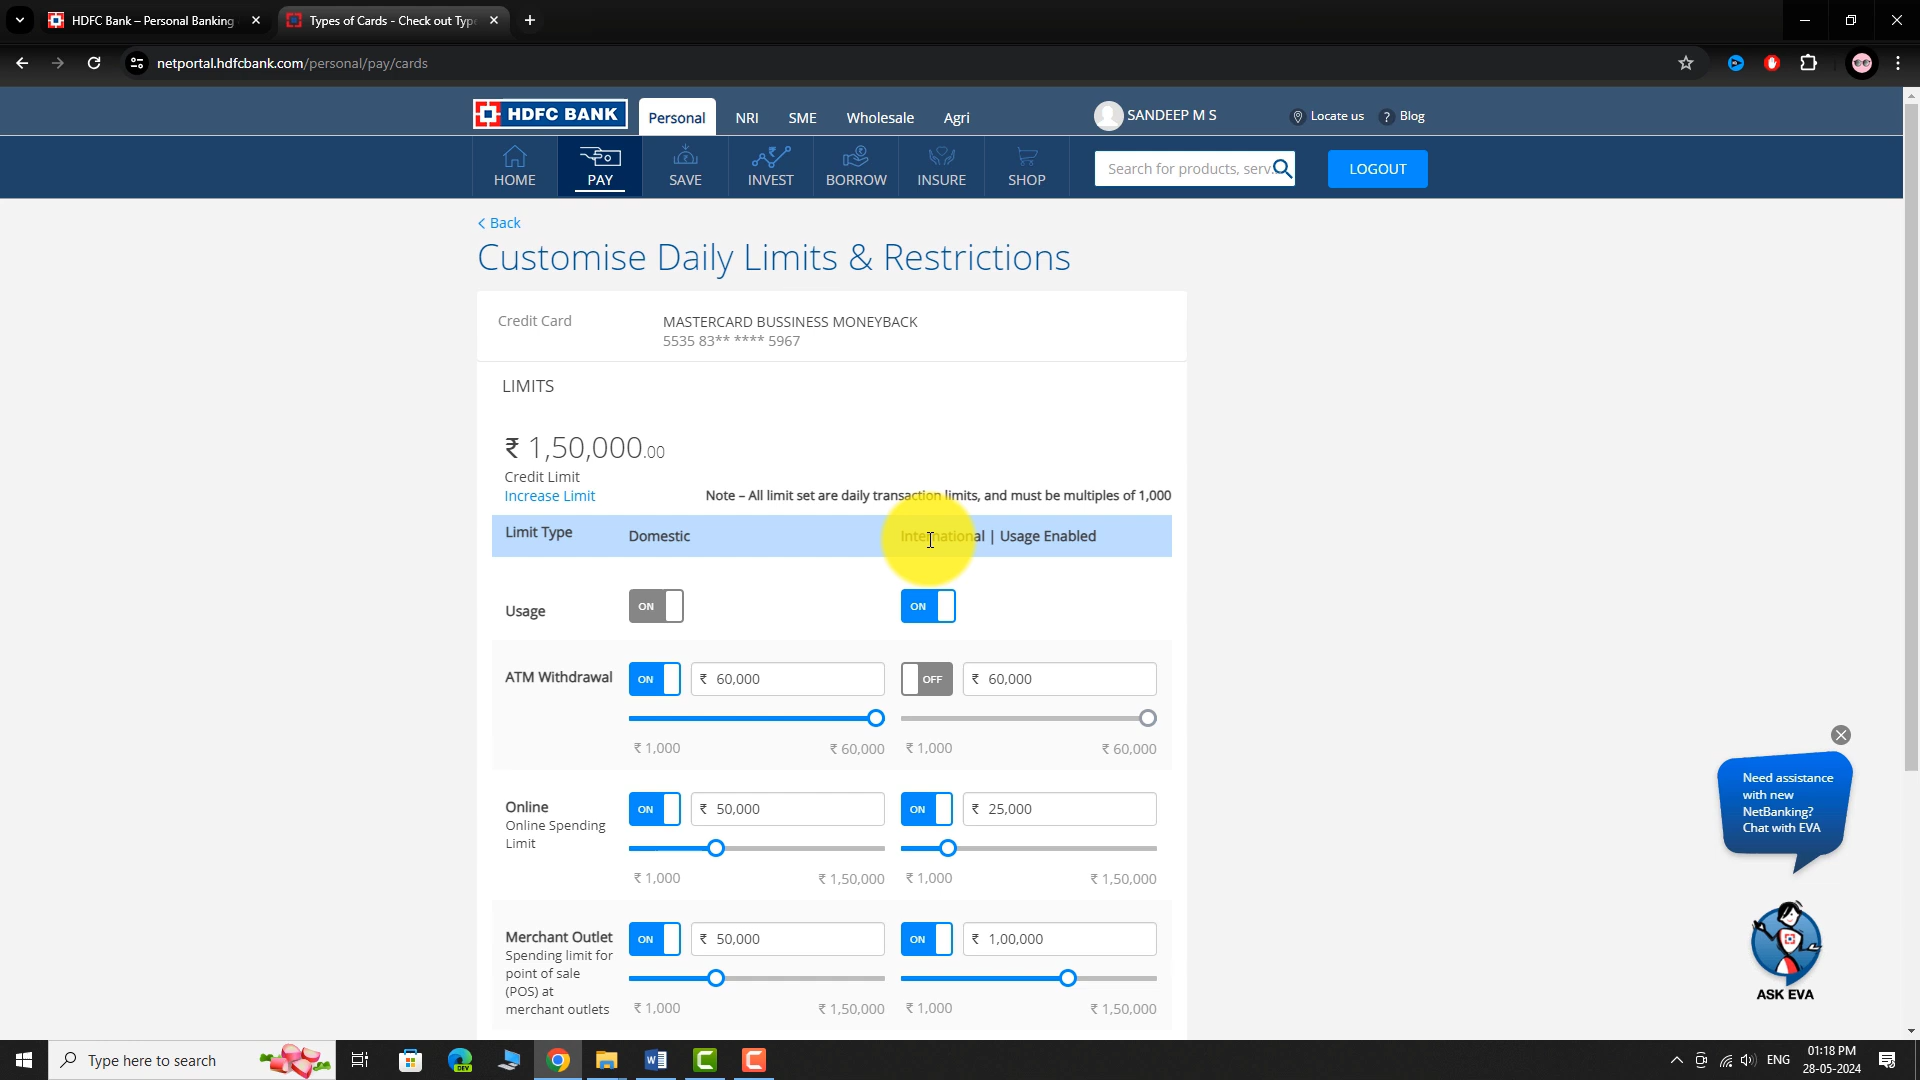 HDFC Bank – Personal Banking
Types of Cards - Check out Type
netportal.hdfcbank.com/personal/pay/cards
HDFC BANK
Personal
NRI
SME
Wholesale
Agri
SANDEEP M S
Locate us
? Blog
HOME
PAY
SAVE
INVEST
BORROW
INSURE
SHOP
Search for products, serv.
LOGOUT
< Back
Customise Daily Limits & Restrictions
Credit Card
MASTERCARD BUSSINESS MONEYBACK
5535 83** **** 5967
LIMITS
₹ 1,50,000.00
Credit Limit
Increase Limit
Note – All limit set are daily transaction limits, and must be multiples of 1,000
Limit Type
Domestic
International | Usage Enabled
Usage
ON
ON
ATM Withdrawal
ON
₹ 60,000
OFF
₹ 60,000
₹ 1,000
₹ 60,000
₹ 1,000
₹ 60,000
Online
Online Spending
Limit
ON
₹ 50,000
ON
₹ 25,000
₹ 1,000
₹ 1,50,000
₹ 1,000
₹ 1,50,000
Merchant Outlet
Spending limit for
point of sale
(POS) at
merchant outlets
ON
₹ 50,000
ON
₹ 1,00,000
₹ 1,000
₹ 1,50,000
₹ 1,000
₹ 1,50,000
Need assistance
with new
NetBanking?
Chat with EVA
ASK EVA
Type here to search
DEV
ENG
01:18 PM
28-05-2024